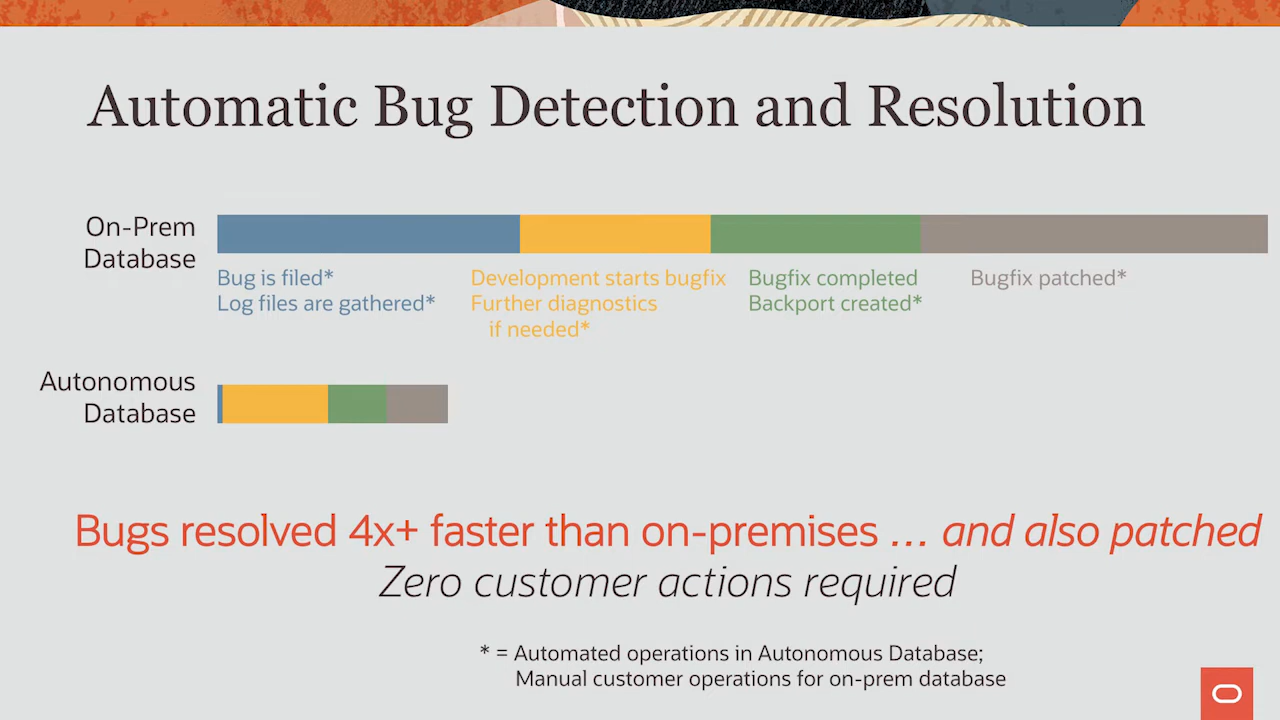 Automatic Bug Detection and Resolution
On-Prem
Database
Bug is filed*
Log files are gathered*
Development starts bugfix
Further diagnostics
if needed*
Bugfix completed
Backport created*
Bugfix patched*
Autonomous
Database
Bugs resolved 4x+ faster than on-premises ... and also patched
Zero customer actions required
* = Automated operations in Autonomous Database;
Manual customer operations for on-prem database